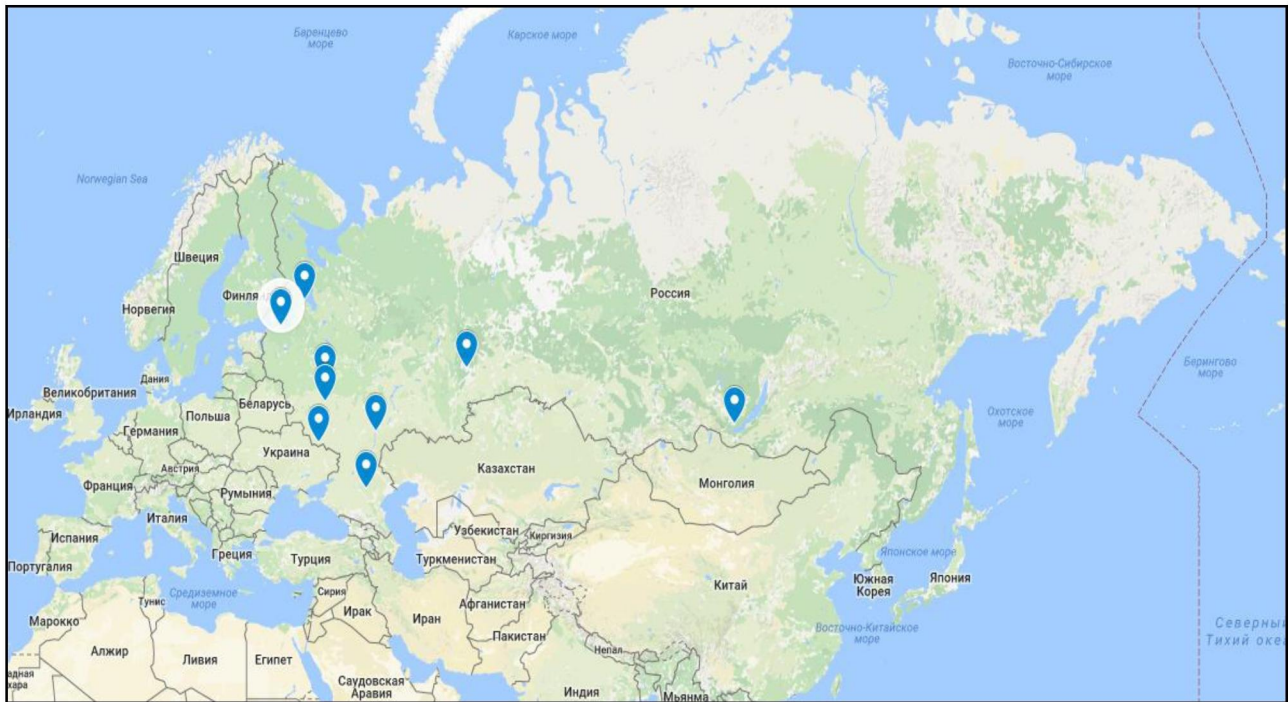 Баренцево
море
Карское море
Восточно-Сибирское
море
Norwegian Sea
Швеция
Финля
Норвегия
Россия
Берингово
море
Дания
Великобритания
Ирландия
Беларусь
Польша
Германия
Охотское
море
Украина
Австрия
Казахстан
Франция
Монголия
Румыния
Италия
Узбекистан
Киргизия
Испания
Греция
Турция
Туркменистан
Японское море
Португалия
Южная
Корея
Япония
Китай
Сирия
Средиземное
море
Тунис
Афганистан
Ирак
Иран
Марокко
Пакистан
Восточно-Китайское
море
Северный
Тихий океа
Непал
Алжир
Ливия
Египет
адная
хара
Саудовская
Аравия
Индия
Мьянма